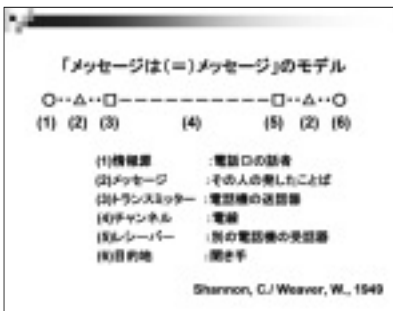 「メッセージは(=)メッセージ」のモデル
○‥△‥□－－－－－－－－－－－－□‥△‥○
(1) (2) (3) (4) (5) (2) (6)
(1)情報源 :電話口の話者
(2)メッセージ :その人の発したことば
(3)トランスミッター :電話機の送話器
(4)チャンネル :電線
(5)レシーバー :別の電話機の受話器
(6)目的地 :聞き手
Shannon, C./ Weaver, W., 1949